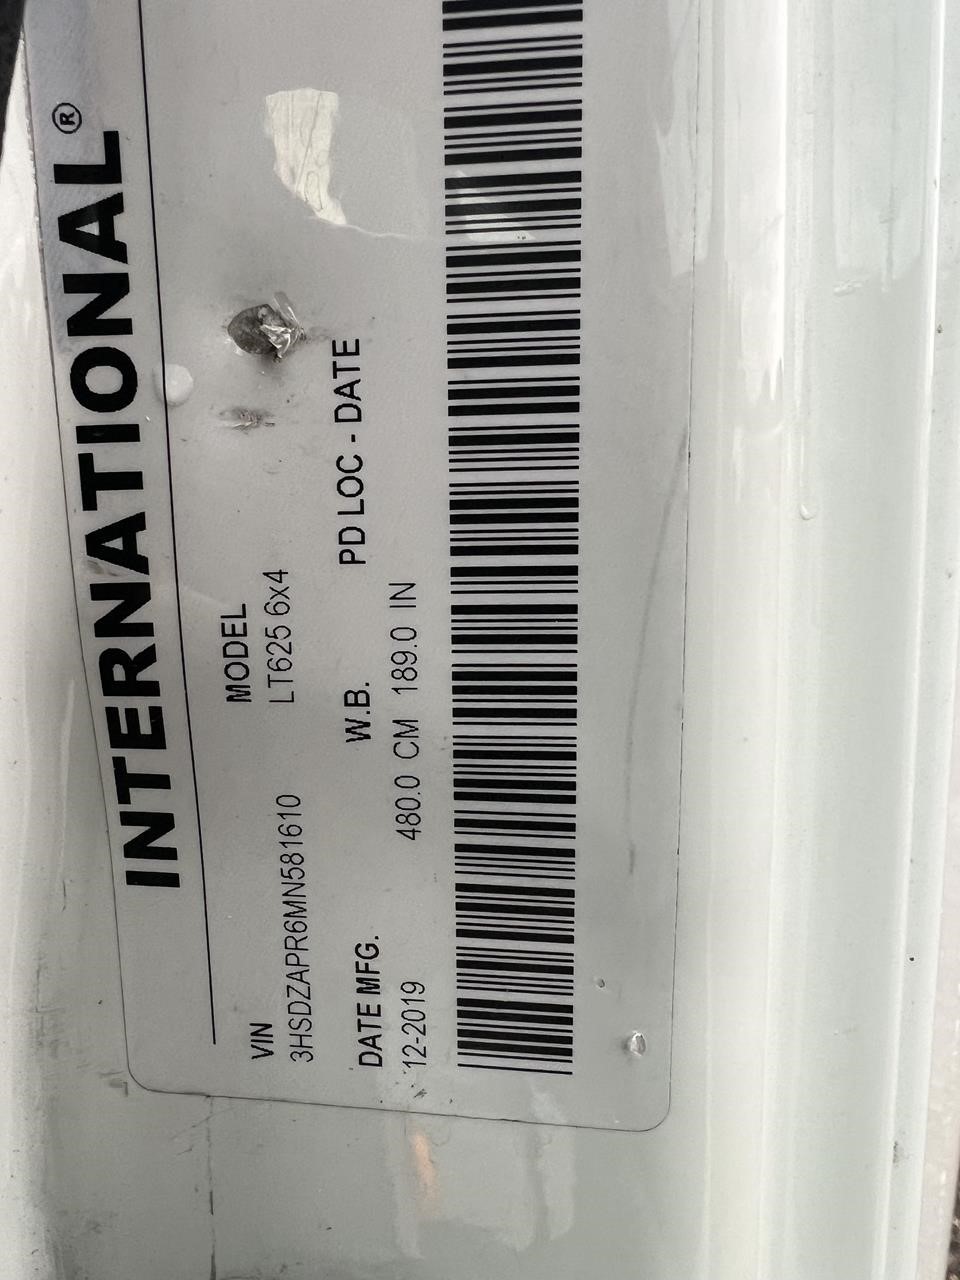 INTERNATIONAL®
VIN MODEL
3HSDZAPR6MN581610 LT625 6x4
DATE MFG. W.B. PD LOC - DATE
12-2019 480.0 CM 189.0 IN